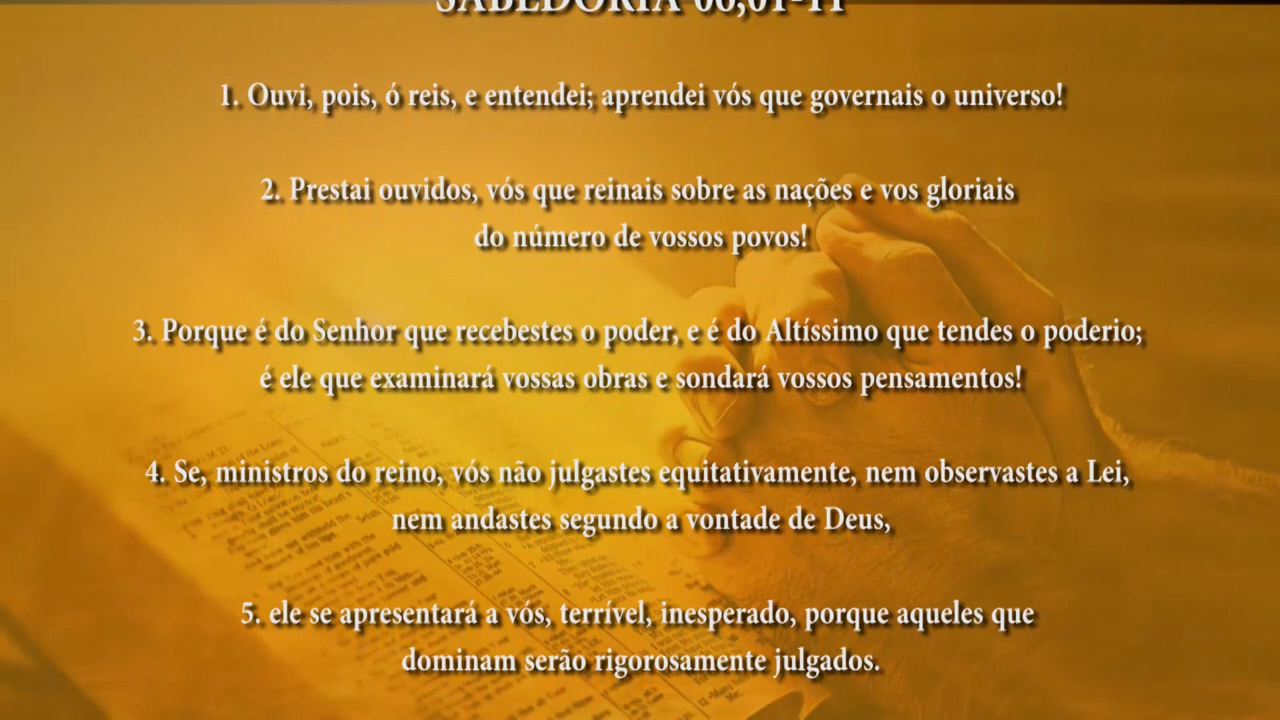 SABEDORIA 06,01-11
1. Ouvi, pois, ó reis, e entendei; aprendei vós que governais o universo!
2. Prestai ouvidos, vós que reinais sobre as nações e vos gloriais
do número de vossos povos!
3. Porque é do Senhor que recebestes o poder, e é do Altíssimo que tendes o poderio;
é ele que examinará vossas obras e sondará vossos pensamentos!
4. Se, ministros do reino, vós não julgastes equitativamente, nem observastes a Lei,
nem andastes segundo a vontade de Deus,
5. ele se apresentará a vós, terrível, inesperado, porque aqueles que
dominam serão rigorosamente julgados.